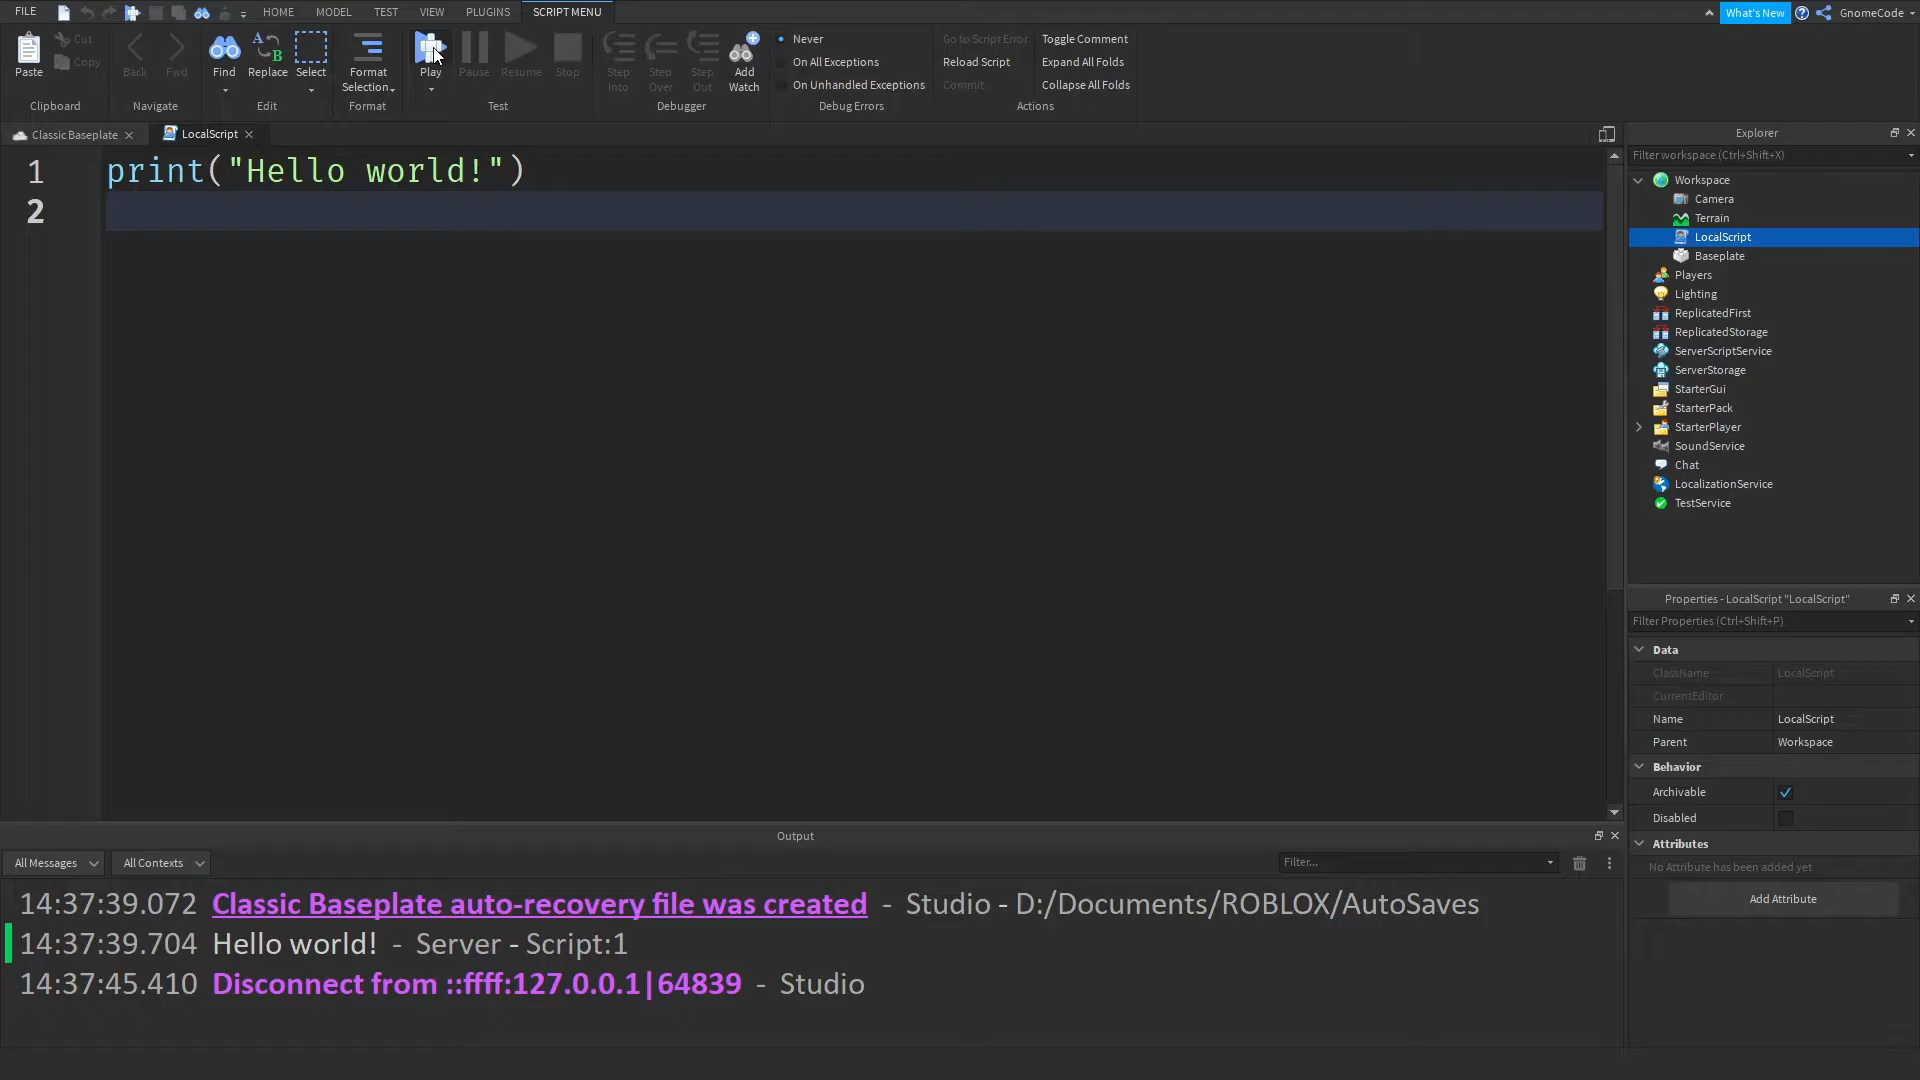 FILE HOME MODEL TEST VIEW PLUGINS SCRIPT MENU What's New GnomeCode
Paste Cut Copy
Clipboard
Back Fwd
Navigate
Find Replace Select
Edit
Format Selection
Format
Play Pause Resume Stop
Test
Step Into Step Over Step Out Add Watch
Debugger
Never
On All Exceptions
On Unhandled Exceptions
Debug Errors
Go to Script Error
Reload Script
Commit
Toggle Comment
Expand All Folds
Collapse All Folds
Actions
Classic Baseplate LocalScript
1 print("Hello world!")
2
Explorer
Filter workspace (Ctrl+Shift+X)
Workspace
Camera
Terrain
LocalScript
Baseplate
Players
Lighting
ReplicatedFirst
ReplicatedStorage
ServerScriptService
ServerStorage
StarterGui
StarterPack
StarterPlayer
SoundService
Chat
LocalizationService
TestService
Properties - LocalScript "LocalScript"
Filter Properties (Ctrl+Shift+P)
Data
ClassName LocalScript
CurrentEditor
Name LocalScript
Parent Workspace
Behavior
Archivable
Disabled
Attributes
No Attribute has been added yet
Add Attribute
Output
All Messages All Contexts Filter...
14:37:39.072 Classic Baseplate auto-recovery file was created - Studio - D:/Documents/ROBLOX/AutoSaves
14:37:39.704 Hello world! - Server - Script:1
14:37:45.410 Disconnect from ::ffff:127.0.0.1|64839 - Studio